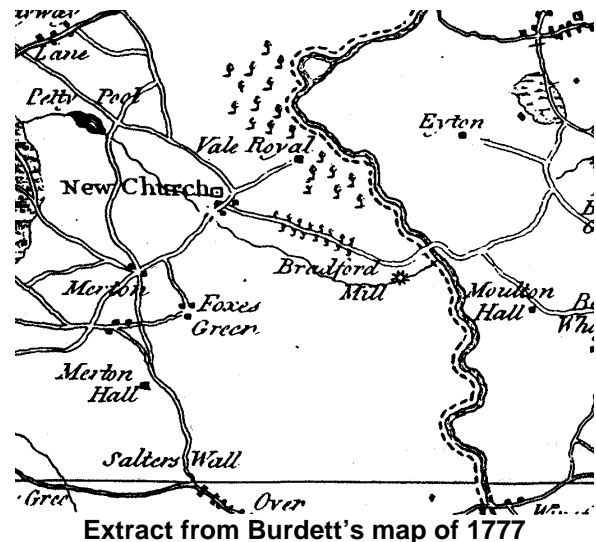 Lane
Petty Pool
Eyton
Vale Royal
New Church
Bradford
Mill
Merton
Moulton
Hall
Foxes
Green
Merton
Hall
Salters Wall
Over
Extract from Burdett's map of 1777